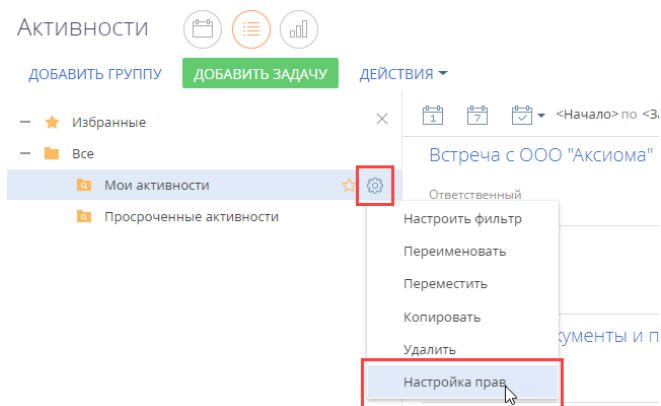 Активности
ДОБАВИТЬ ГРУППУ ДОБАВИТЬ ЗАДАЧУ ДЕЙСТВИЯ
Избранные
1 7 <Начало> по
Все
Встреча с ООО "Аксиома"
Мои активности
Ответственный
Просроченные активности
Настроить фильтр
Переименовать
Переместить
Копировать
Удалить
Настройка прав